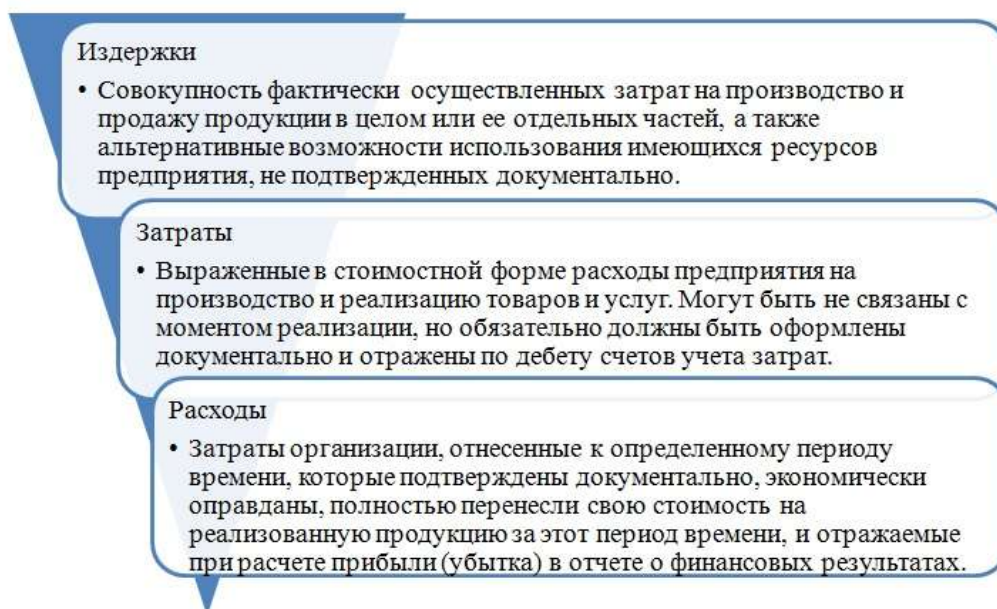 Издержки
• Совокупность фактически осуществленных затрат на производство и
продажу продукции в целом или ее отдельных частей, а также
альтернативные возможности использования имеющихся ресурсов
предприятия, не подтвержденных документально.
Затраты
• Выраженные в стоимостной форме расходы предприятия на
производство и реализацию товаров и услуг. Могут быть не связаны с
моментом реализации, но обязательно должны быть оформлены
документально и отражены по дебету счетов учета затрат.
Расходы
• Затраты организации, отнесенные к определенному периоду
времени, которые подтверждены документально, экономически
оправданы, полностью перенесли свою стоимость на
реализованную продукцию за этот период времени, и отражаемые
при расчете прибыли (убытка) в отчете о финансовых результатах.